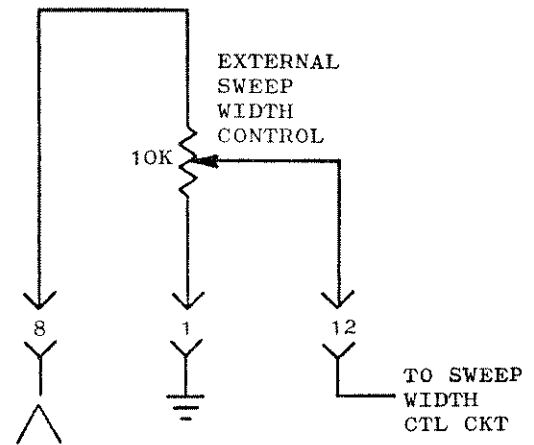 EXTERNAL
SWEEP
WIDTH
CONTROL
10K
8
1
12
TO SWEEP
WIDTH
CTL CKT